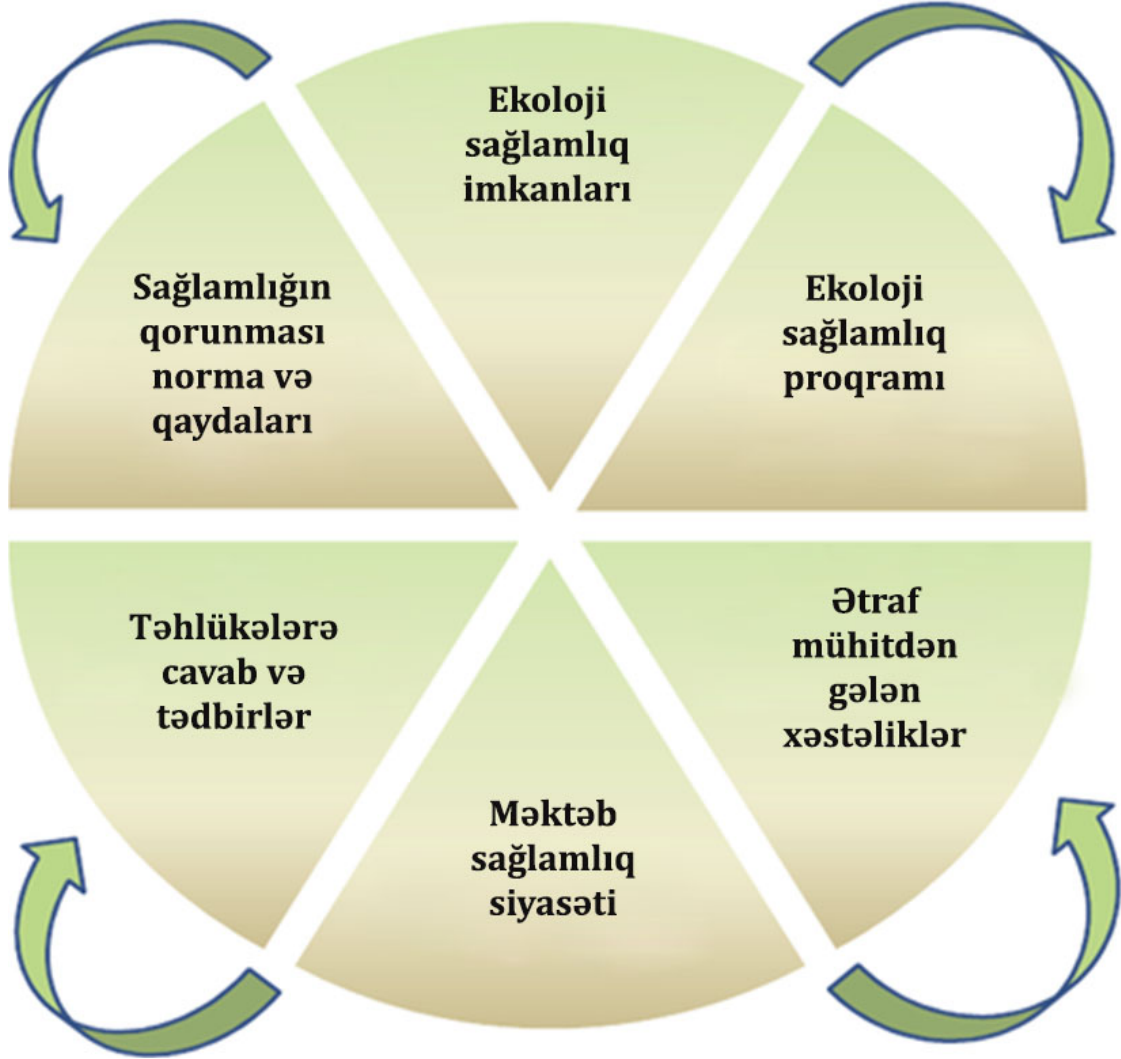 Ekoloji
sağlamlıq
imkanları
Ekoloji
sağlamlıq
proqramı
Ətraf
mühitdən
gələn
xəstəliklər
Məktəb
sağlamlıq
siyasəti
Təhlükələrə
cavab və
tədbirlər
Sağlamlığın
qorunması
norma və
qaydaları